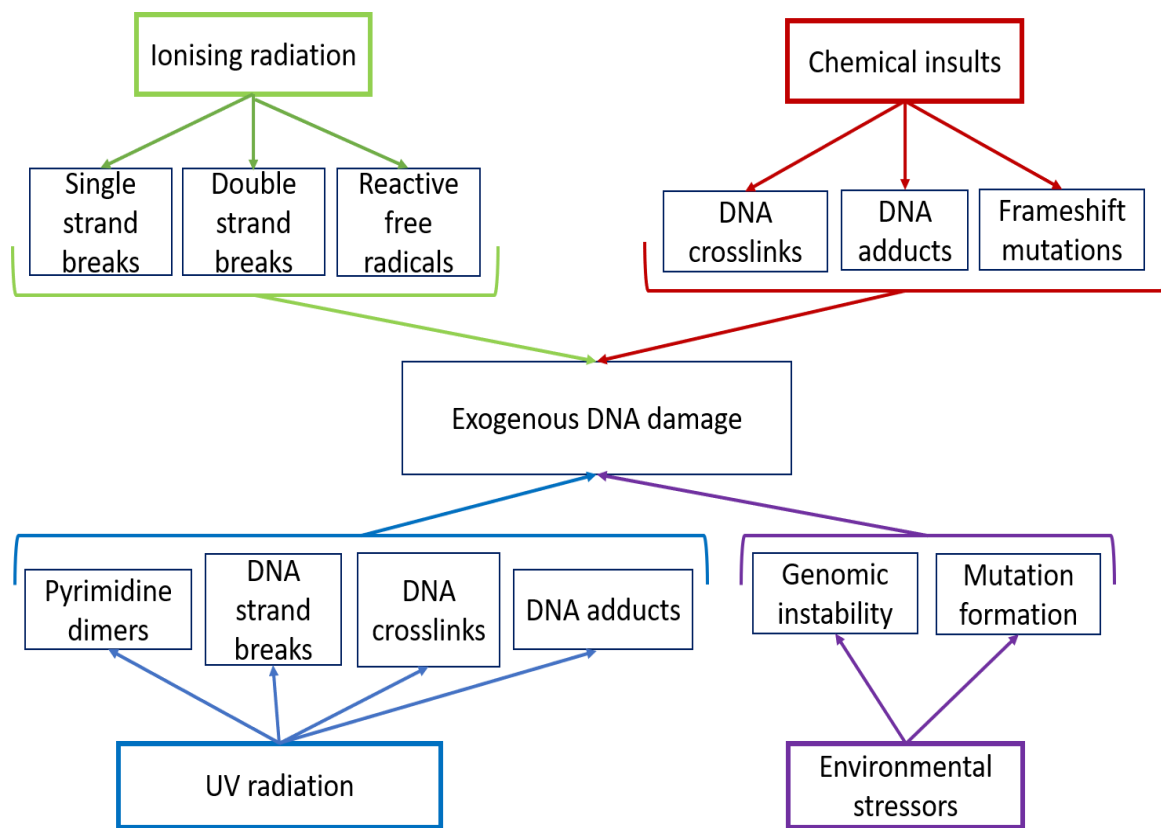 Ionising radiation
Chemical insults
Single
strand
breaks
Double
strand
breaks
Reactive
free
radicals
DNA
crosslinks
DNA
adducts
Frameshift
mutations
Exogenous DNA damage
Pyrimidine
dimers
DNA
strand
breaks
DNA
crosslinks
DNA adducts
Genomic
instability
Mutation
formation
UV radiation
Environmental
stressors